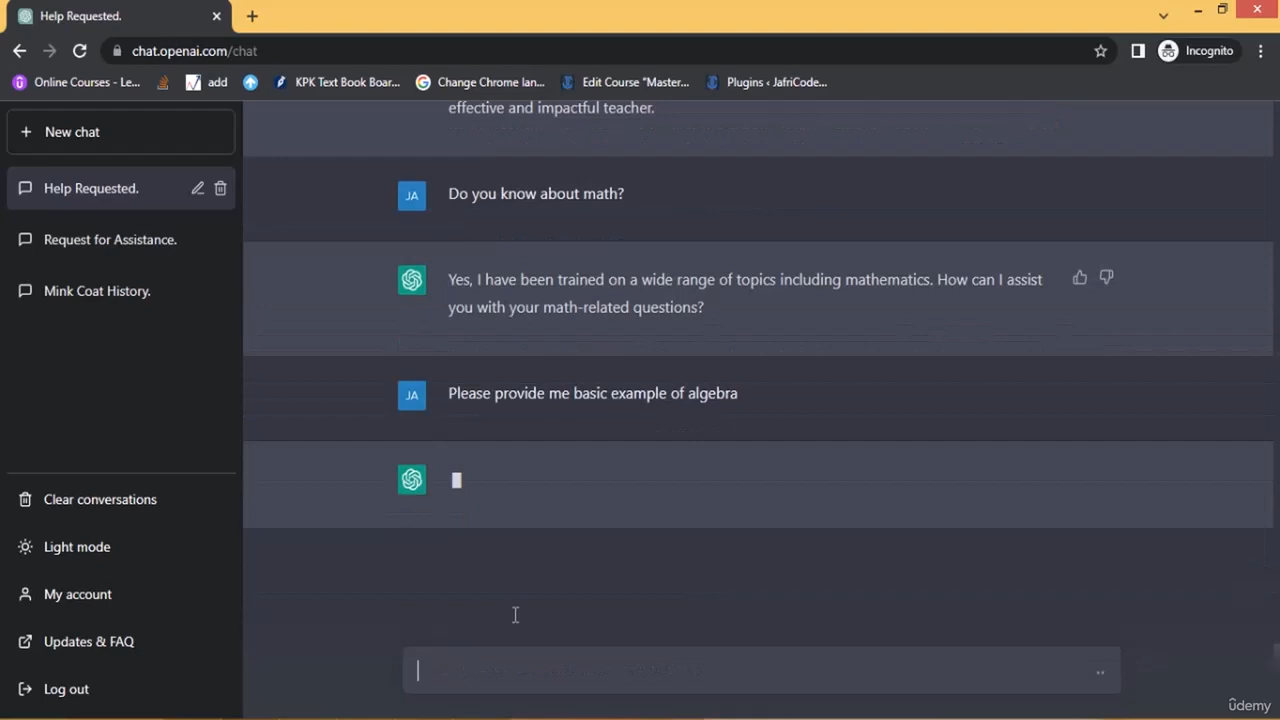 Help Requested.
chat.openai.com/chat
Incognito
Online Courses - Le...
add
KPK Text Book Boar...
Change Chrome lan...
Edit Course "Master...
Plugins ‹ JafriCode...
New chat
Help Requested.
Request for Assistance.
Mink Coat History.
Clear conversations
Light mode
My account
Updates & FAQ
Log out
effective and impactful teacher.
JA
Do you know about math?
Yes, I have been trained on a wide range of topics including mathematics. How can I assist
you with your math-related questions?
JA
Please provide me basic example of algebra
ûdemy